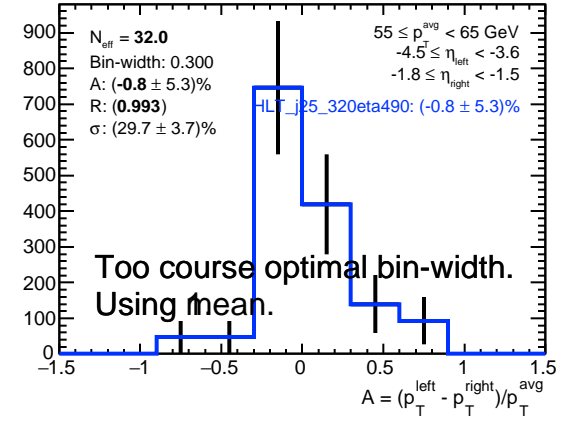 N_eff = 32.0
Bin-width: 0.300
A: (-0.8 ± 5.3)%
R: (0.993)
σ: (29.7 ± 3.7)%
55 ≤ p_T^avg < 65 GeV
-4.5 ≤ η_left < -3.6
-1.8 ≤ η_right < -1.5
HLT_j25_320eta490: (-0.8 ± 5.3)%
Too course optimal bin-width.
Using mean.
900
800
700
600
500
400
300
200
100
0
−1.5 −1 −0.5 0 0.5 1 1.5
A = (p_T^left - p_T^right)/p_T^avg